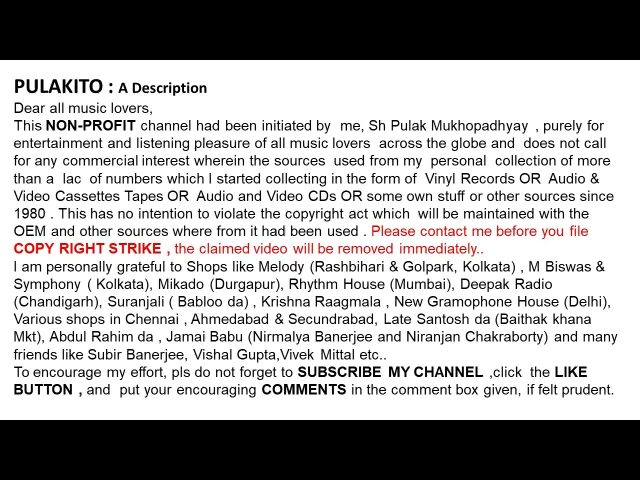 PULAKITO : A Description
Dear all music lovers,
This NON-PROFIT channel had been initiated by me, Sh Pulak Mukhopadhyay , purely for
entertainment and listening pleasure of all music lovers across the globe and does not call
for any commercial interest wherein the sources used from my personal collection of more
than a lac of numbers which I started collecting in the form of Vinyl Records OR Audio &
Video Cassettes Tapes OR Audio and Video CDs OR some own stuff or other sources since
1980 . This has no intention to violate the copyright act which will be maintained with the
OEM and other sources where from it had been used . Please contact me before you file
COPY RIGHT STRIKE , the claimed video will be removed immediately..
I am personally grateful to Shops like Melody (Rashbihari & Golpark, Kolkata) , M Biswas &
Symphony ( Kolkata), Mikado (Durgapur), Rhythm House (Mumbai), Deepak Radio
(Chandigarh), Suranjali ( Babloo da) , Krishna Raagmala , New Gramophone House (Delhi),
Various shops in Chennai , Ahmedabad & Secundrabad, Late Santosh da (Baithak khana
Mkt), Abdul Rahim da , Jamai Babu (Nirmalya Banerjee and Niranjan Chakraborty) and many
friends like Subir Banerjee, Vishal Gupta,Vivek Mittal etc..
To encourage my effort, pls do not forget to SUBSCRIBE MY CHANNEL ,click the LIKE
BUTTON , and put your encouraging COMMENTS in the comment box given, if felt prudent.